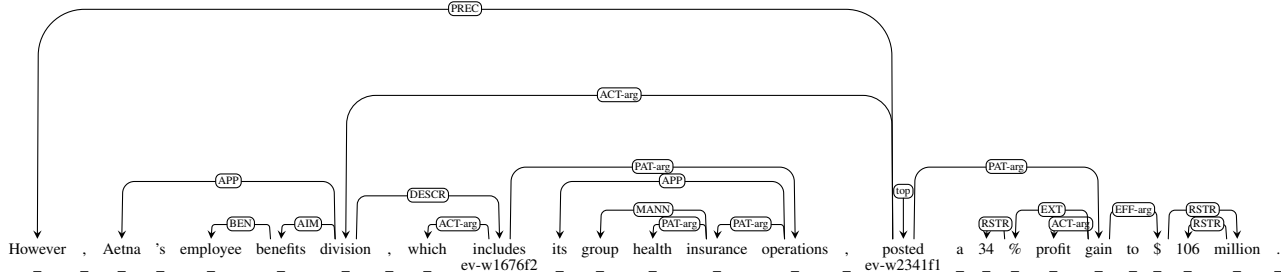 PREC
ACT-arg
PAT-arg PAT-arg
APP APP top
DESCR
MANN EXT EFF-arg RSTR
BEN AIM ACT-arg PAT-arg PAT-arg RSTR ACT-arg RSTR
However , Aetna 's employee benefits division , which includes its group health insurance operations , posted a 34 % profit gain to $ 106 million .
ev-w1676f2 ev-w2341f1
_ _ _ _ _ _ _ _ _ _ _ _ _ _ _ _ _ _ _ _ _ _ _ _ _